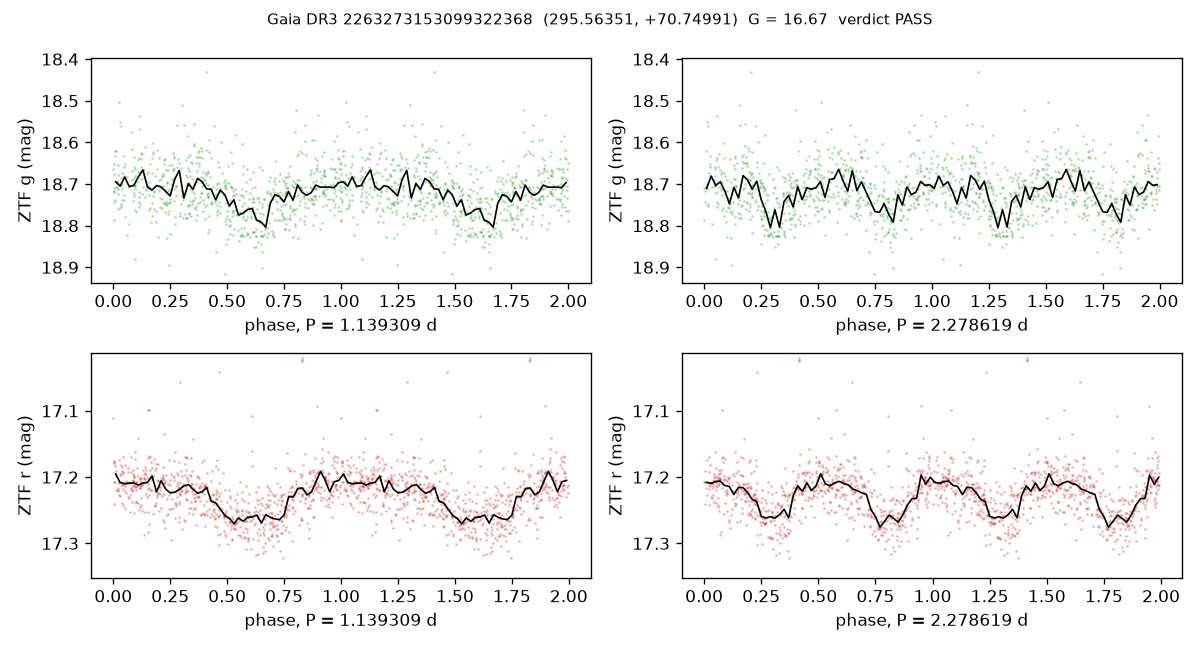 Gaia DR3 2263273153099322368 (295.56351, +70.74991) G = 16.67 verdict PASS
ZTF g (mag)
18.4
18.5
18.6
18.7
18.8
18.9
0.00 0.25 0.50 0.75 1.00 1.25 1.50 1.75 2.00
phase, P = 1.139309 d
ZTF g (mag)
18.4
18.5
18.6
18.7
18.8
18.9
0.00 0.25 0.50 0.75 1.00 1.25 1.50 1.75 2.00
phase, P = 2.278619 d
ZTF r (mag)
17.1
17.2
17.3
0.00 0.25 0.50 0.75 1.00 1.25 1.50 1.75 2.00
phase, P = 1.139309 d
ZTF r (mag)
17.1
17.2
17.3
0.00 0.25 0.50 0.75 1.00 1.25 1.50 1.75 2.00
phase, P = 2.278619 d